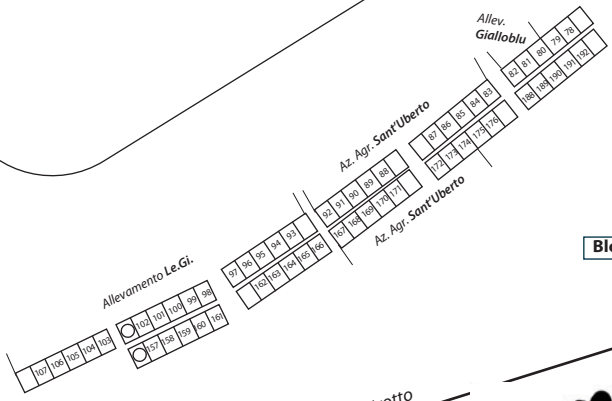 Allev.
Gialloblu
82 81 80 79 78
188 189 190 191 192
87 86 85 84 83
172 173 174 175 176
Az. Agr. Sant'Uberto
92 91 90 89 88
167 168 169 170 171
Az. Agr. Sant'Uberto
97 96 95 94 93
162 163 164 165 166
Allevamento Le.Gi.
102 101 100 99 98
157 158 159 160 161
107 106 105 104 103